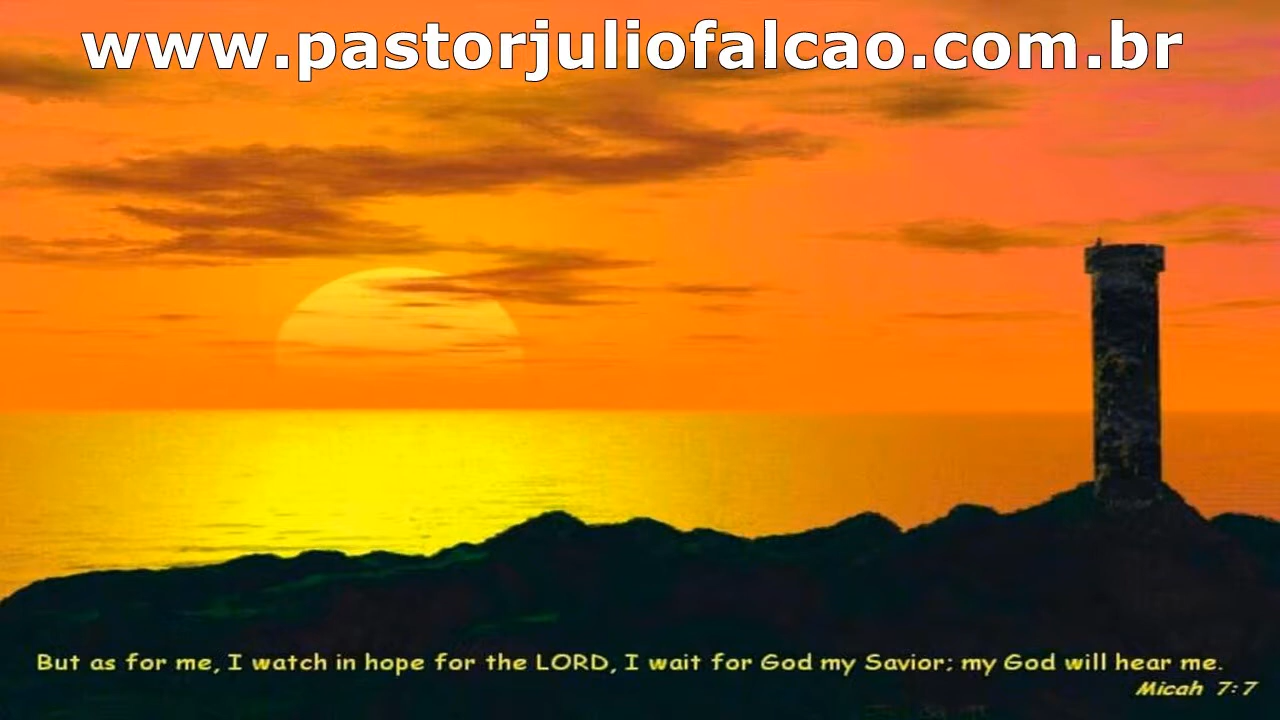 www.pastorjuliofalcao.com.br
But as for me, I watch in hope for the LORD, I wait for God my Savior; my God will hear me.
Micah 7:7